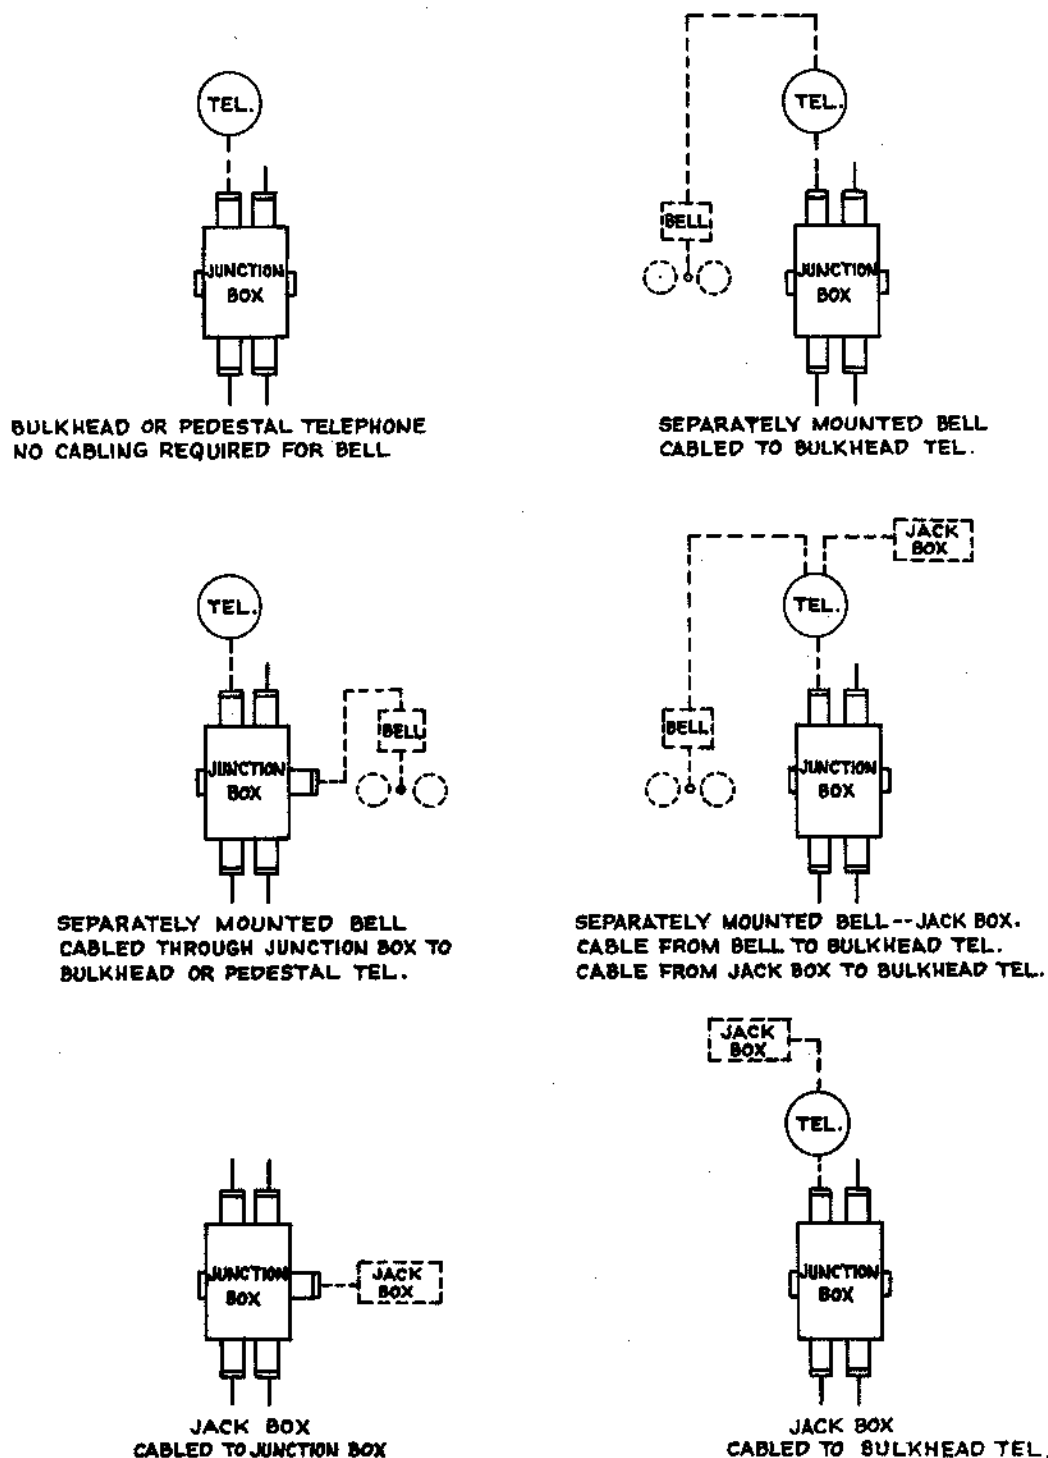 TEL.
JUNCTION
BOX
BULKHEAD OR PEDESTAL TELEPHONE
NO CABLING REQUIRED FOR BELL
TEL.
BELL
JUNCTION
BOX
SEPARATELY MOUNTED BELL
CABLED TO BULKHEAD TEL.
TEL.
BELL
JUNCTION
BOX
SEPARATELY MOUNTED BELL
CABLED THROUGH JUNCTION BOX TO
BULKHEAD OR PEDESTAL TEL.
JACK
BOX
TEL.
BELL
JUNCTION
BOX
SEPARATELY MOUNTED BELL--JACK BOX.
CABLE FROM BELL TO BULKHEAD TEL.
CABLE FROM JACK BOX TO BULKHEAD TEL.
JUNCTION
BOX
JACK
BOX
JACK BOX
CABLED TO JUNCTION BOX
JACK
BOX
TEL.
JUNCTION
BOX
JACK BOX
CABLED TO BULKHEAD TEL.